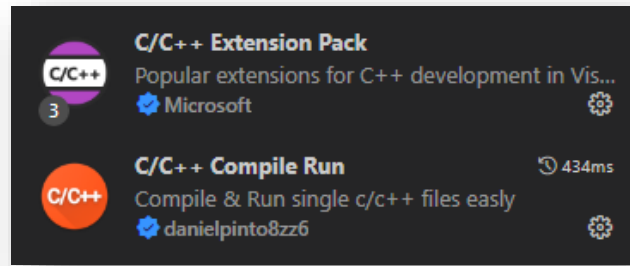 C/C++ Extension Pack
C/C++
Popular extensions for C++ development in Vis...
3
Microsoft
C/C++ Compile Run
434ms
C/C++
Compile & Run single c/c++ files easly
danielpinto8zz6